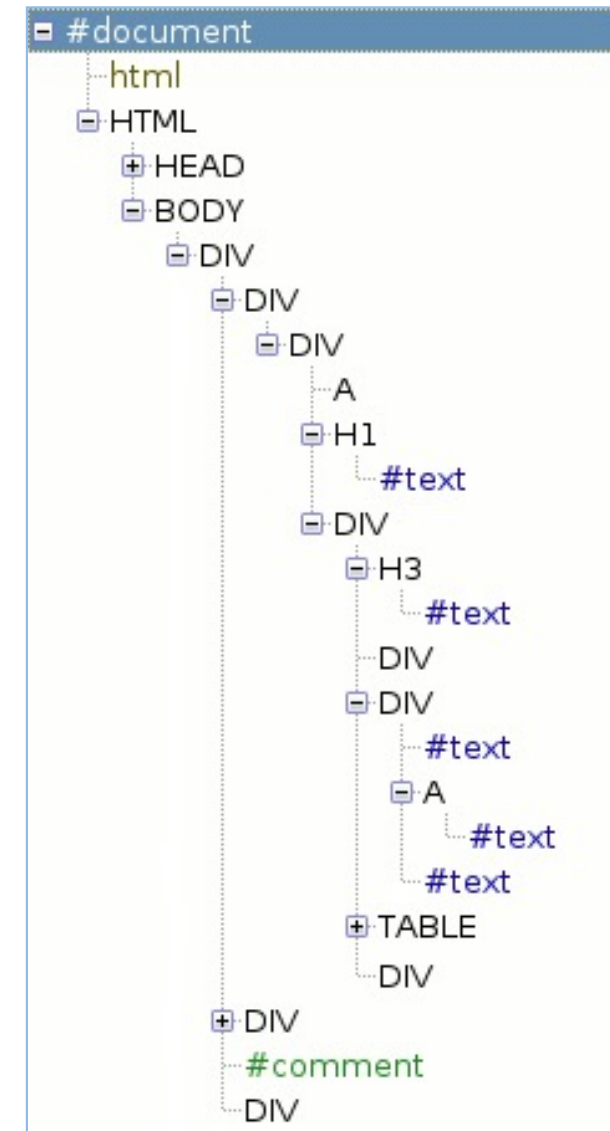 #document
html
HTML
HEAD
BODY
DIV
DIV
DIV
A
H1
#text
DIV
H3
#text
DIV
DIV
#text
A
#text
#text
TABLE
DIV
DIV
#comment
DIV